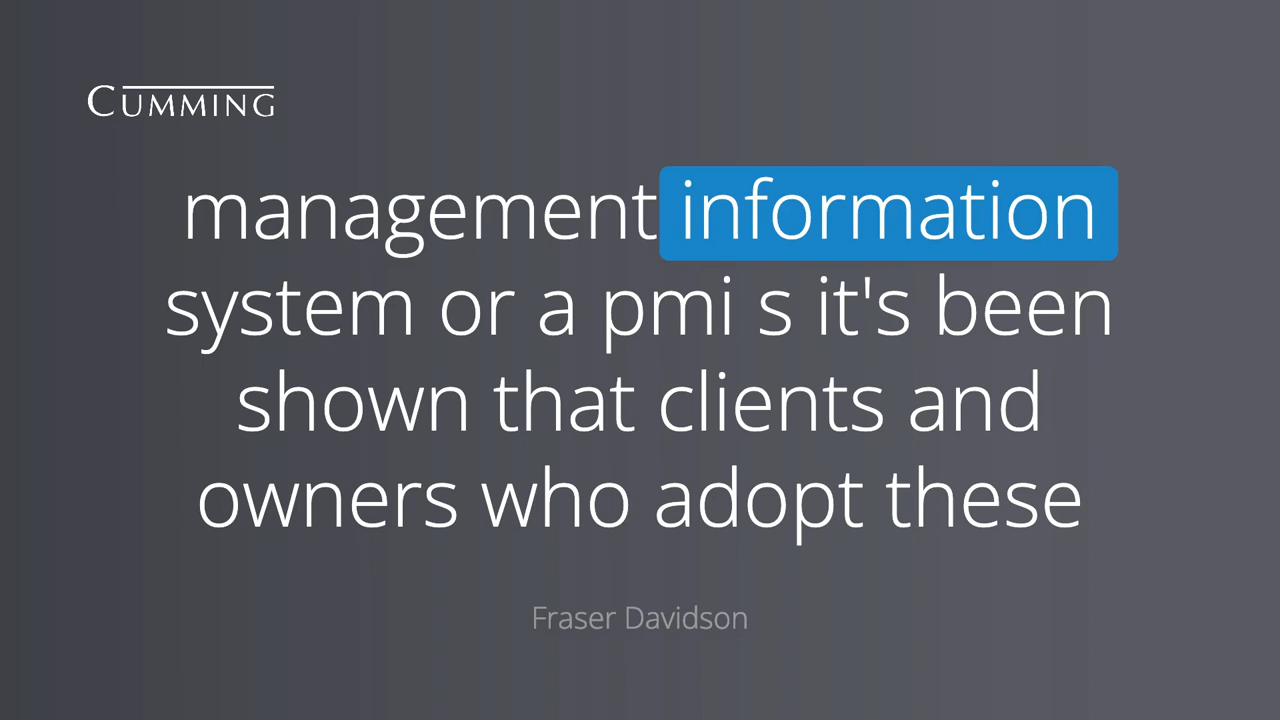 CUMMING
management information
system or a pmi s it's been
shown that clients and
owners who adopt these
Fraser Davidson